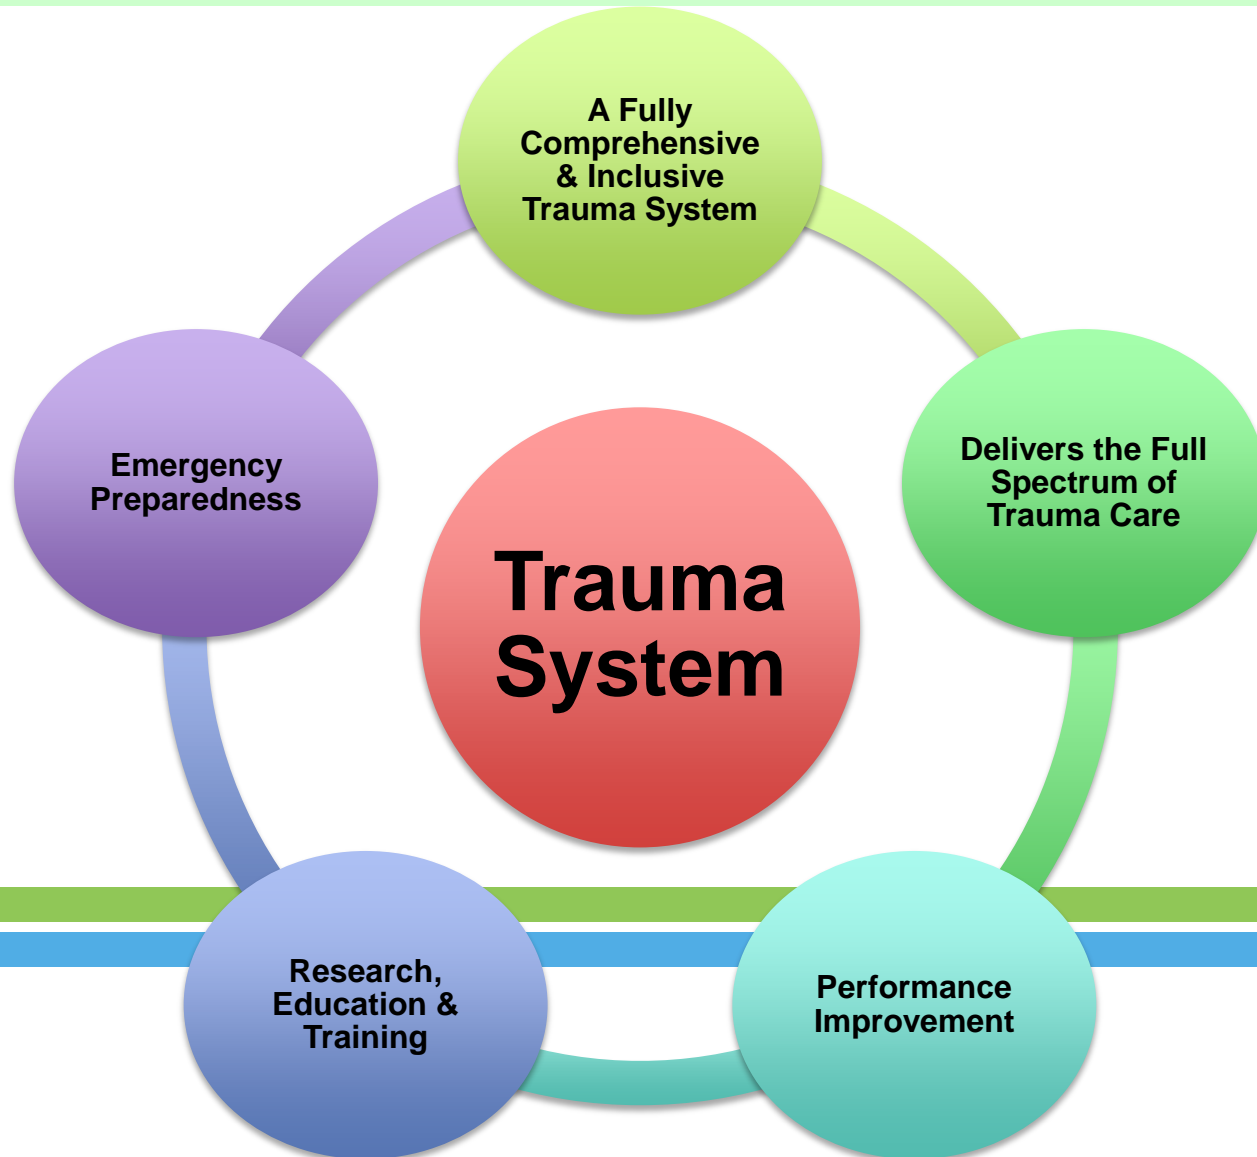 A Fully
Comprehensive
& Inclusive
Trauma System
Delivers the Full
Spectrum of
Trauma Care
Performance
Improvement
Research,
Education &
Training
Emergency
Preparedness
Trauma
System